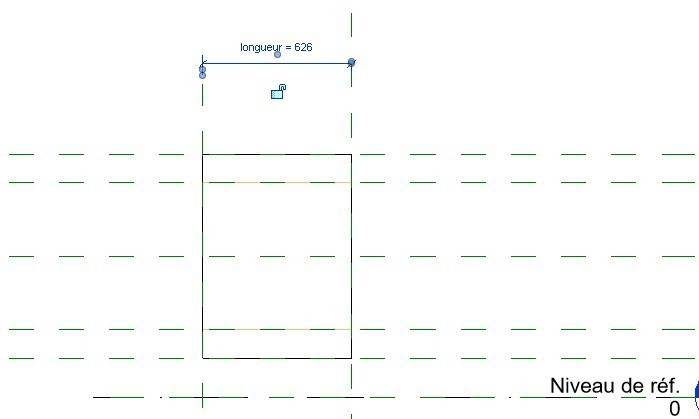 longueur = 626
Niveau de réf.
0